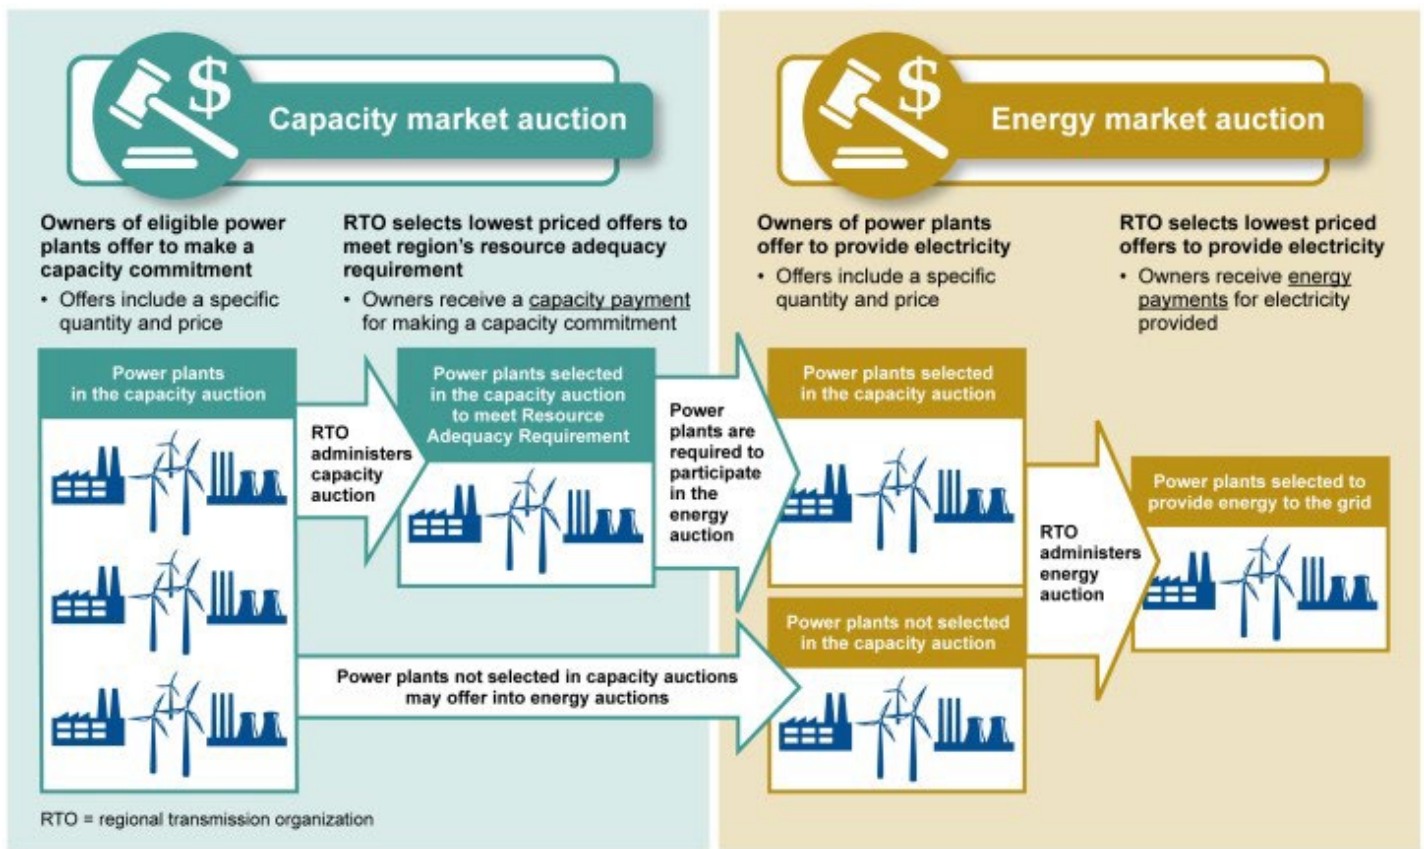 Capacity market auction
Owners of eligible power
plants offer to make a
capacity commitment
• Offers include a specific
quantity and price
RTO selects lowest priced offers to
meet region's resource adequacy
requirement
• Owners receive a capacity payment
for making a capacity commitment
Power plants
in the capacity auction
RTO
administers
capacity
auction
Power plants selected
in the capacity auction
to meet Resource
Adequacy Requirement
Power
plants are
required to
participate
in the
energy
auction
Power plants not selected in capacity auctions
may offer into energy auctions
RTO = regional transmission organization
Energy market auction
Owners of power plants
offer to provide electricity
• Offers include a specific
quantity and price
RTO selects lowest priced
offers to provide electricity
• Owners receive energy
payments for electricity
provided
Power plants selected
in the capacity auction
Power plants not selected
in the capacity auction
RTO
administers
energy
auction
Power plants selected to
provide energy to the grid